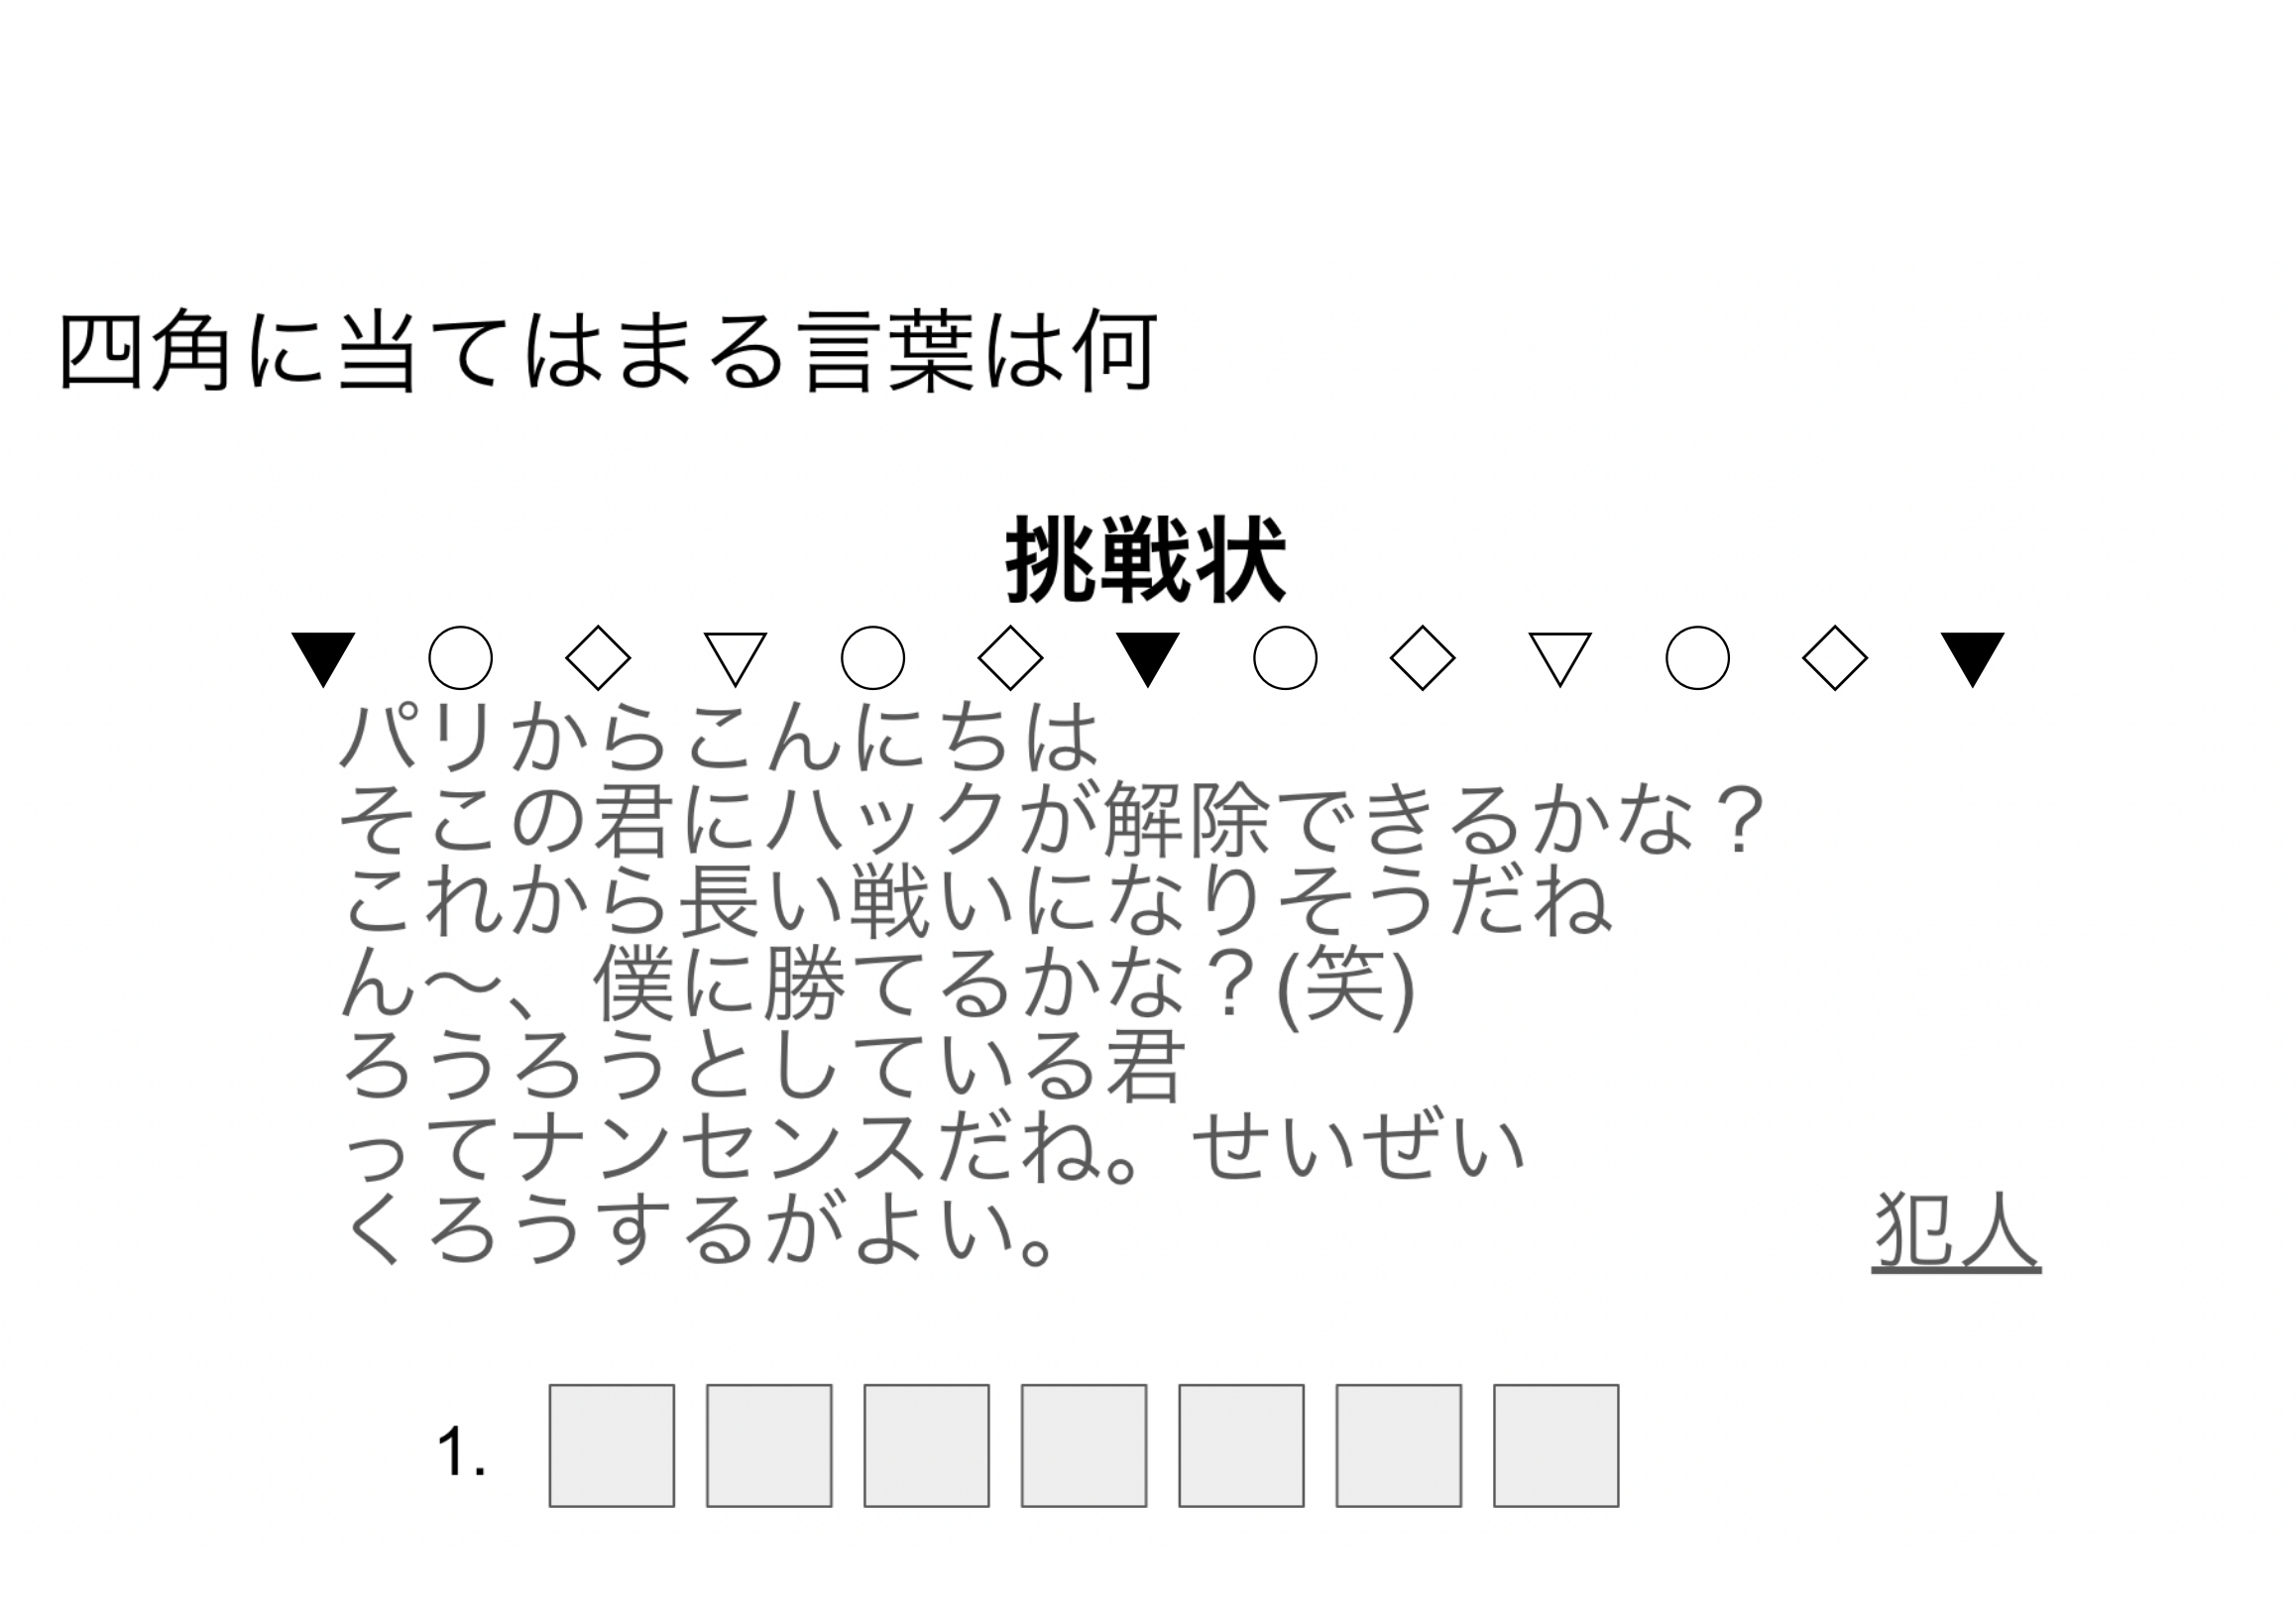 四角に当てはまる言葉は何
挑戦状
パリからこんにちは
そこの君にハックが解除できるかな？
これから長い戦いになりそうだね
ん〜、僕に勝てるかな？(笑)
ろうろうとしている君
ってナンセンスだね。せいぜい
くろうするがよい。
犯人
1.